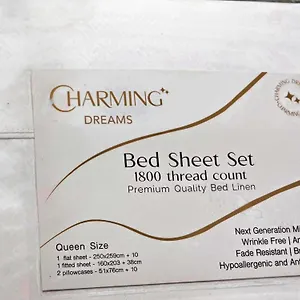 CHARMING
DREAMS
Bed Sheet Set
1800 thread count
Premium Quality Bed Linen
Queen Size
1 flat sheet - 250x259cm + 10
1 fitted sheet - 160x203 + 38cm
2 pillowcases - 51x76cm + 10
Next Generation
Wrinkle Free |
Fade Resistant |
Hypoallergenic and